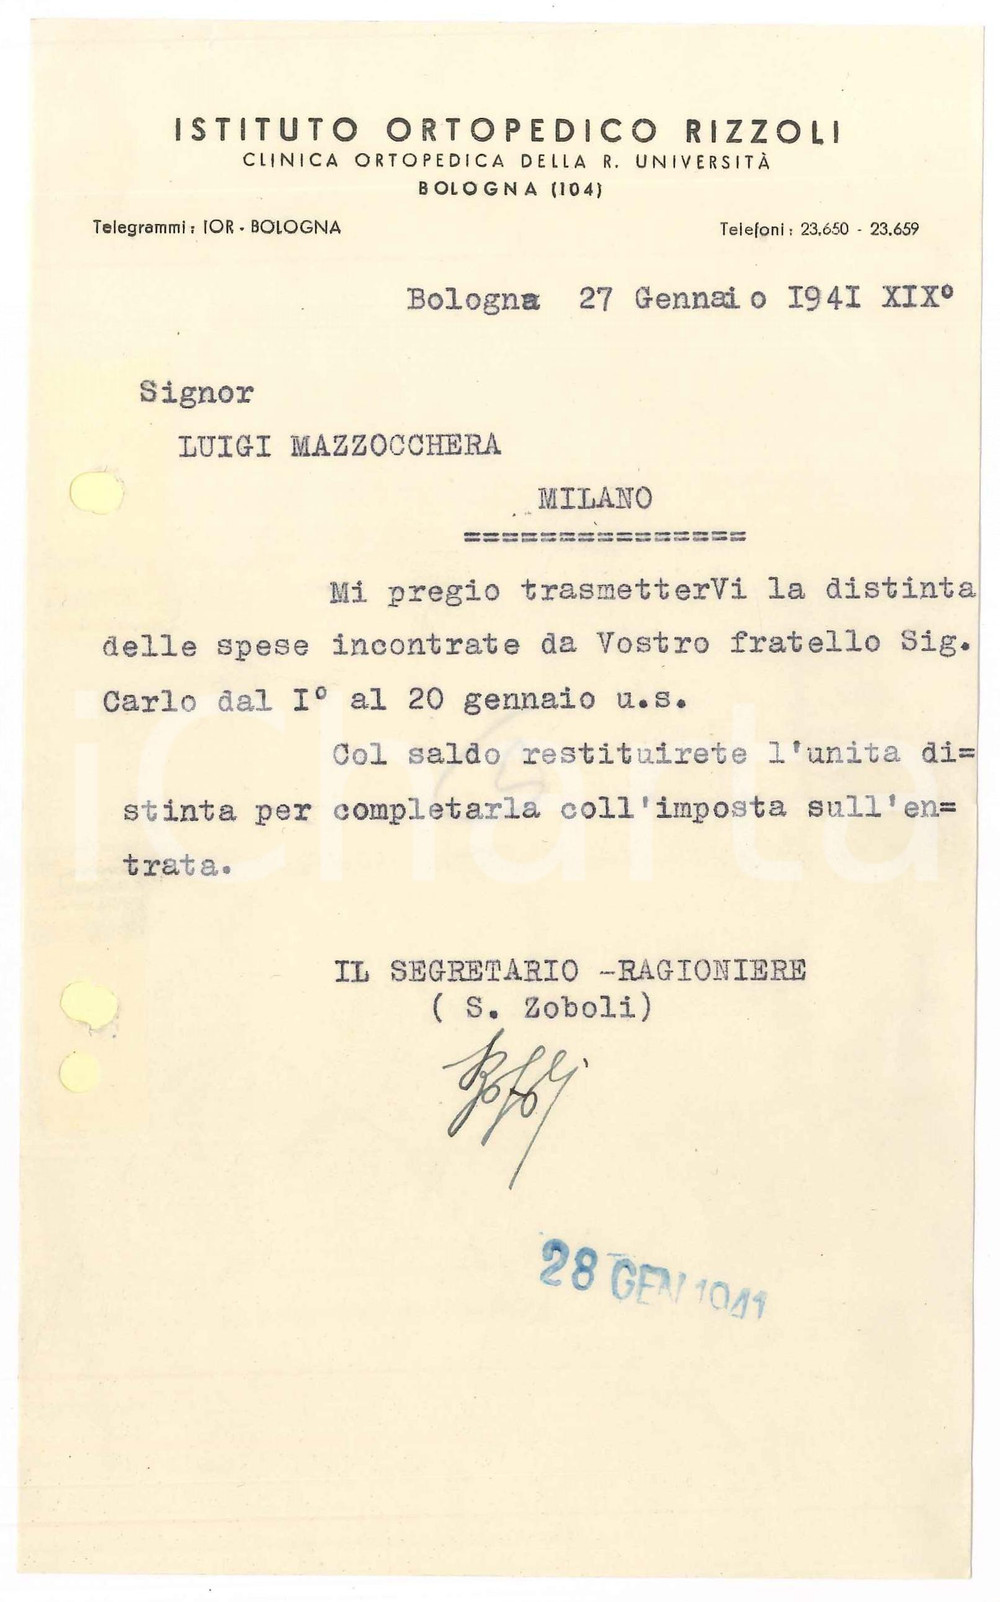 ISTITUTO ORTOPEDICO RIZZOLI
CLINICA ORTOPEDICA DELLA R. UNIVERSITÀ
BOLOGNA (104)
Telegrammi: IOR - BOLOGNA
Telefoni: 23.650 - 23.659
Bologna 27 Gennaio I94I XIX°
Signor
LUIGI MAZZOCCHERA
MILANO
===============
Mi pregio trasmetterVi la distinta
delle spese incontrate da Vostro fratello Sig.
Carlo dal I° al 20 gennaio u.s.
Col saldo restituirete l'unita di=
stinta per completarla coll'imposta sull'en=
trata.
IL SEGRETARIO -RAGIONIERE
( S. Zoboli)
28 GEN 1941
iCharta